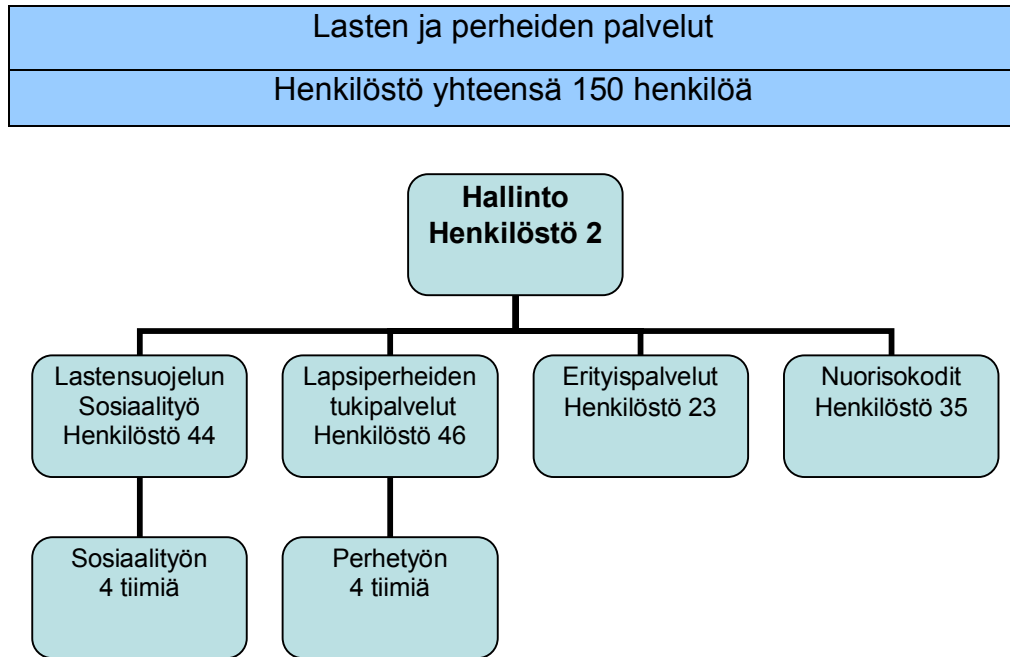 Lasten ja perheiden palvelut
Henkilöstö yhteensä 150 henkilöä
Hallinto
Henkilöstö 2
Lastensuojelun
Sosiaalityö
Henkilöstö 44
Lapsiperheiden
tukipalvelut
Henkilöstö 46
Erityispalvelut
Henkilöstö 23
Nuorisokodit
Henkilöstö 35
Sosiaalityön
4 tiimiä
Perhetyön
4 tiimiä